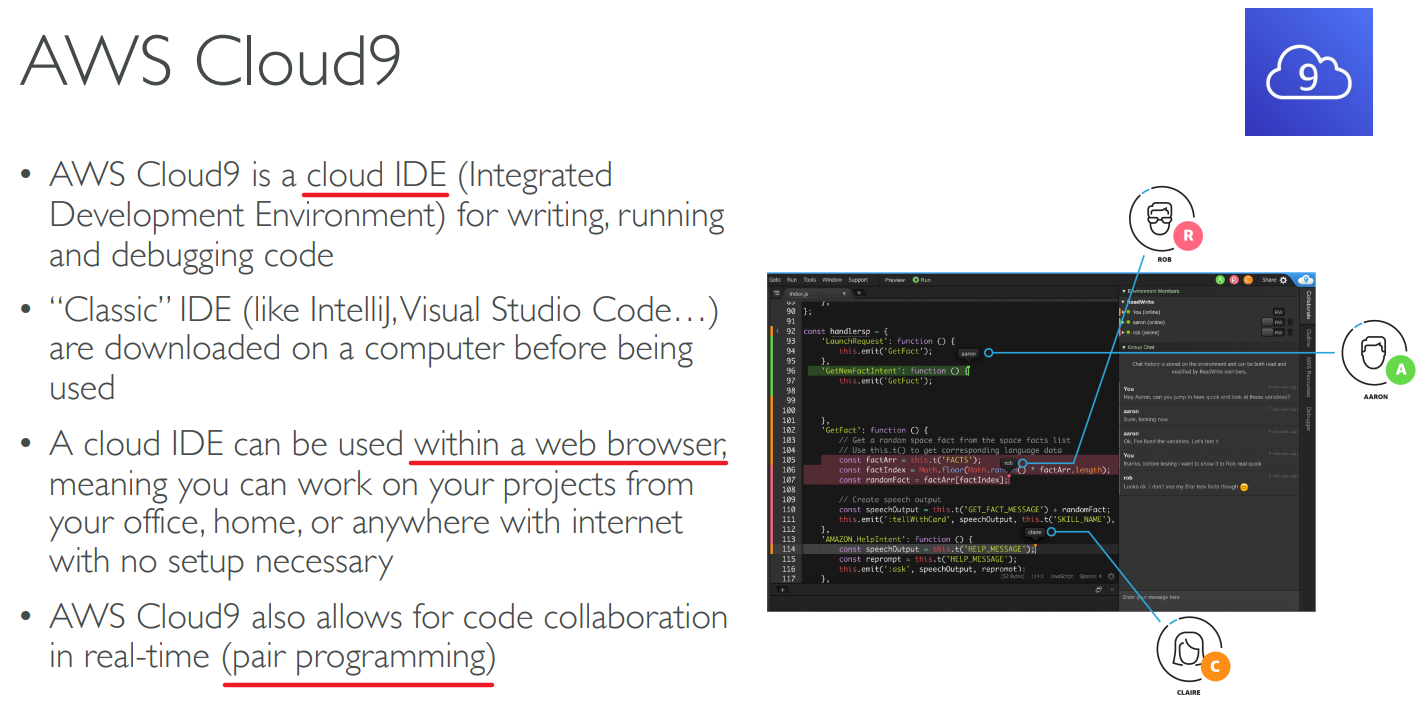 AWS Cloud9
9
• AWS Cloud9 is a cloud IDE (Integrated
Development Environment) for writing, running
and debugging code
• “Classic” IDE (like IntelliJ, Visual Studio Code…)
are downloaded on a computer before being
used
• A cloud IDE can be used within a web browser,
meaning you can work on your projects from
your office, home, or anywhere with internet
with no setup necessary
• AWS Cloud9 also allows for code collaboration
in real-time (pair programming)
R
ROB
A
AARON
C
CLAIRE
Goto Run Tools Window Support Preview Run
A R C Share
index.js
89 },
90 };
91
92 const handlersp = {
93 'LaunchRequest': function () {
94 this.emit('GetFact');
95 },
96 'GetNewFactIntent': function () {
97 this.emit('GetFact');
98
99
100
101 },
102 'GetFact': function () {
103 // Get a random space fact from the space facts list
104 // Use this.t() to get corresponding language data
105 const factArr = this.t('FACTS');
106 const factIndex = Math.floor(Math.ran om() * factArr.length);
107 const randomFact = factArr[factIndex];
108
109 // Create speech output
110 const speechOutput = this.t('GET_FACT_MESSAGE') + randomFact;
111 this.emit(':tellWithCard', speechOutput, this.t('SKILL_NAME'),
112 },
113 'AMAZON.HelpIntent': function () {
114 const speechOutput = this.t('HELP_MESSAGE');
115 const reprompt = this.t('HELP_MESSAGE');
116 this.emit(':ask', speechOutput, reprompt);
117 },
aaron
rob
claire
(52 Bytes) 114:1 JavaScript Spaces: 4
Environment Members
ReadWrite
You (online) RW
aaron (online) RW
rob (online) RW
Group Chat
Chat history is stored on the environment and can be both read and
modified by ReadWrite members.
You
Hey Aaron, can you jump in here quick and look at these variables?
aaron
Sure, looking now
aaron
Ok, I've fixed the variables. Let's test it
You
thanks, before testing i want to show it to Rob real quick
rob
Looks ok. I don't see my Star trek facts though
Enter your message here
Collaborate
Outline
AWS Resources
Debugger